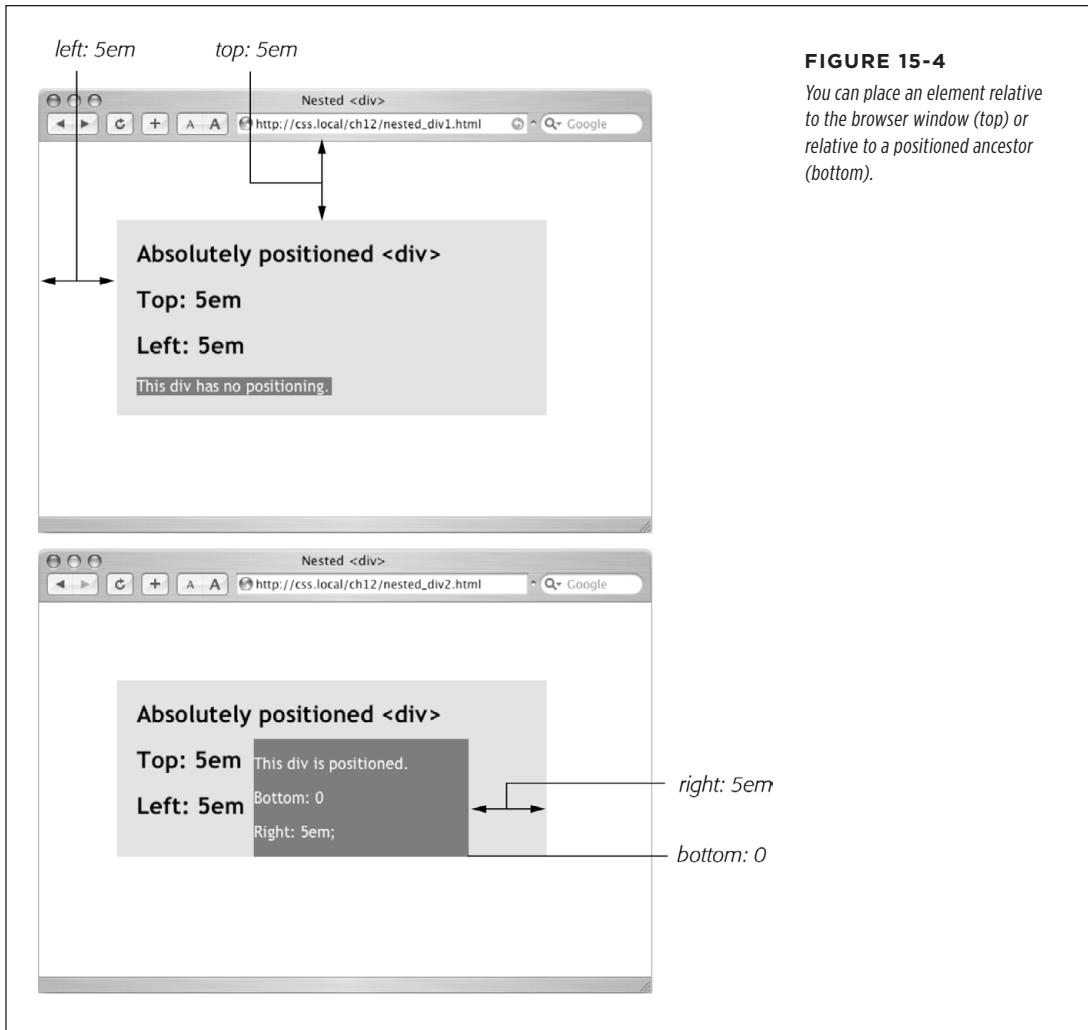 left: 5em
top: 5em
FIGURE 15-4
You can place an element relative
to the browser window (top) or
relative to a positioned ancestor
(bottom).
Nested <div>
A A
http://css.local/ch12/nested_div1.html
Google
Absolutely positioned <div>
Top: 5em
Left: 5em
This div has no positioning.
Nested <div>
A A
http://css.local/ch12/nested_div2.html
Google
Absolutely positioned <div>
Top: 5em
Left: 5em
This div is positioned.
Bottom: 0
Right: 5em;
right: 5em
bottom: 0